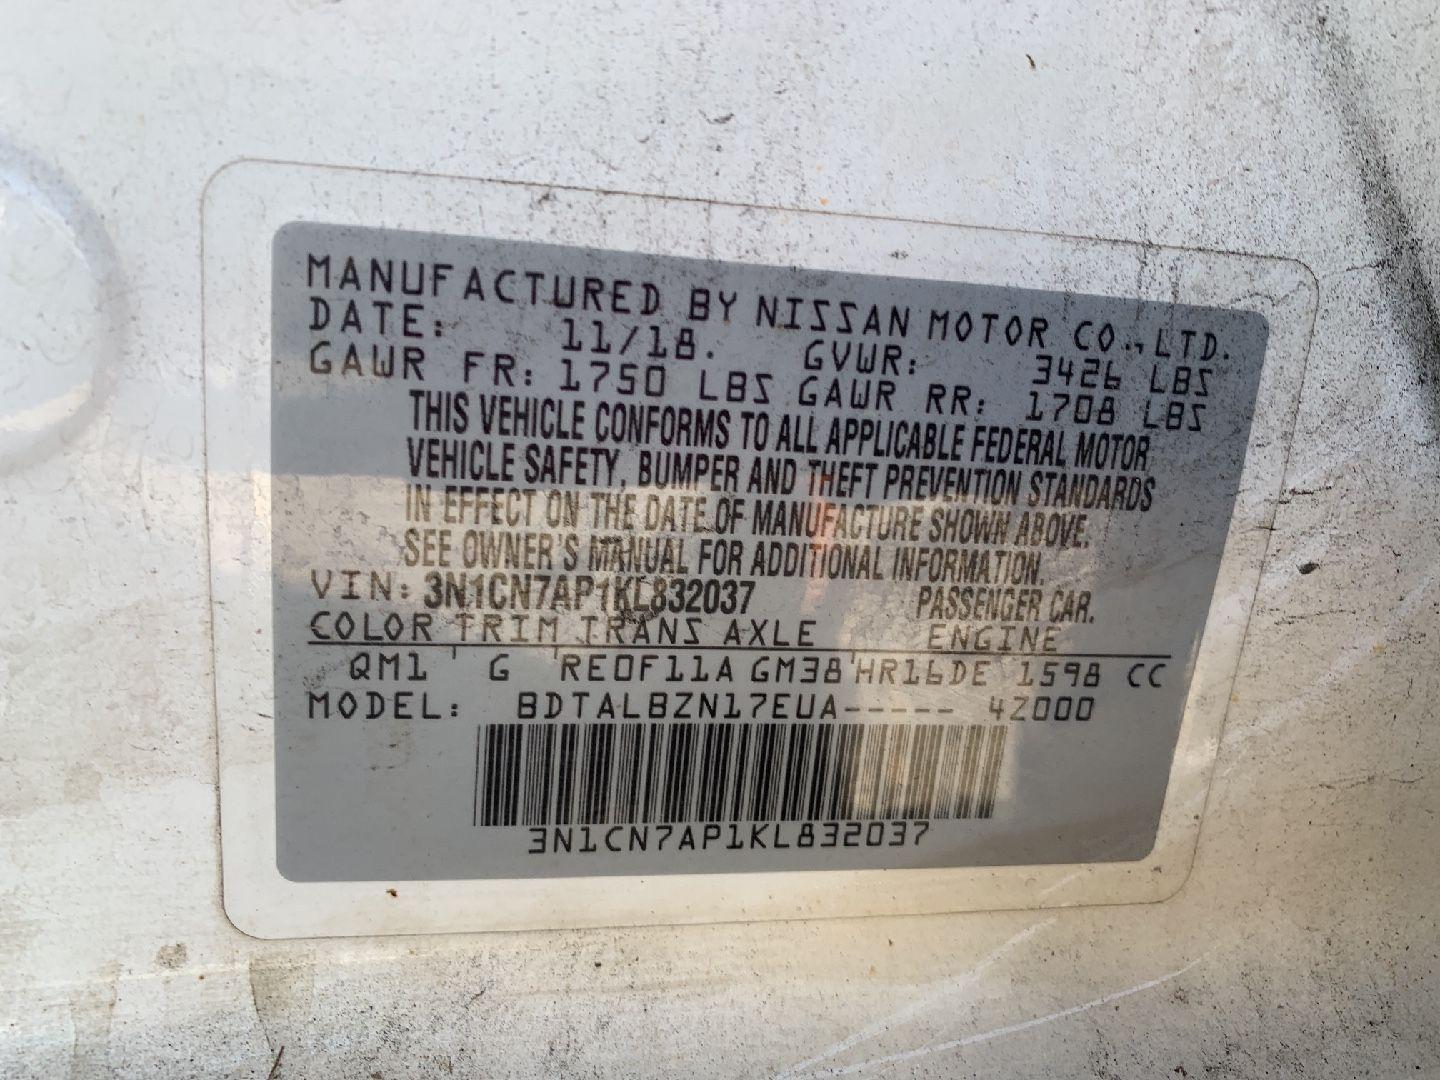 MANUFACTURED BY NISSAN MOTOR CO., LTD.
DATE: 11/18. GVWR: 3426 LBS
GAWR FR: 1750 LBS GAWR RR: 1708 LBS
THIS VEHICLE CONFORMS TO ALL APPLICABLE FEDERAL MOTOR
VEHICLE SAFETY, BUMPER AND THEFT PREVENTION STANDARDS
IN EFFECT ON THE DATE OF MANUFACTURE SHOWN ABOVE.
SEE OWNER'S MANUAL FOR ADDITIONAL INFORMATION.
VIN: 3N1CN7AP1KL832037 PASSENGER CAR.
COLOR TRIM TRANS AXLE ENGINE
QM1 G RE0F11A GM38 HR16DE 1598 CC
MODEL: BDTALBZN17EUA----- 4Z000
3N1CN7AP1KL832037